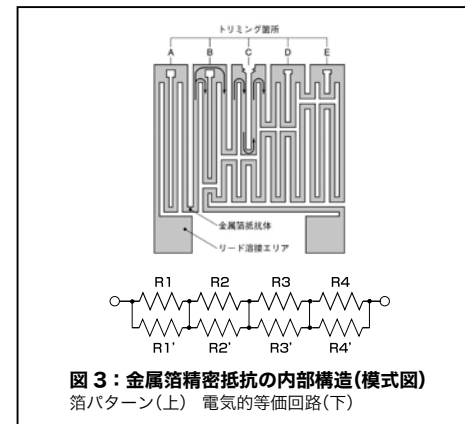 トリミング箇所
A B C D E
金属箔抵抗体
リード溶接エリア
R1 R2 R3 R4
R1' R2' R3' R4'
図3：金属箔精密抵抗の内部構造(模式図)
箔パターン(上) 電気的等価回路(下)